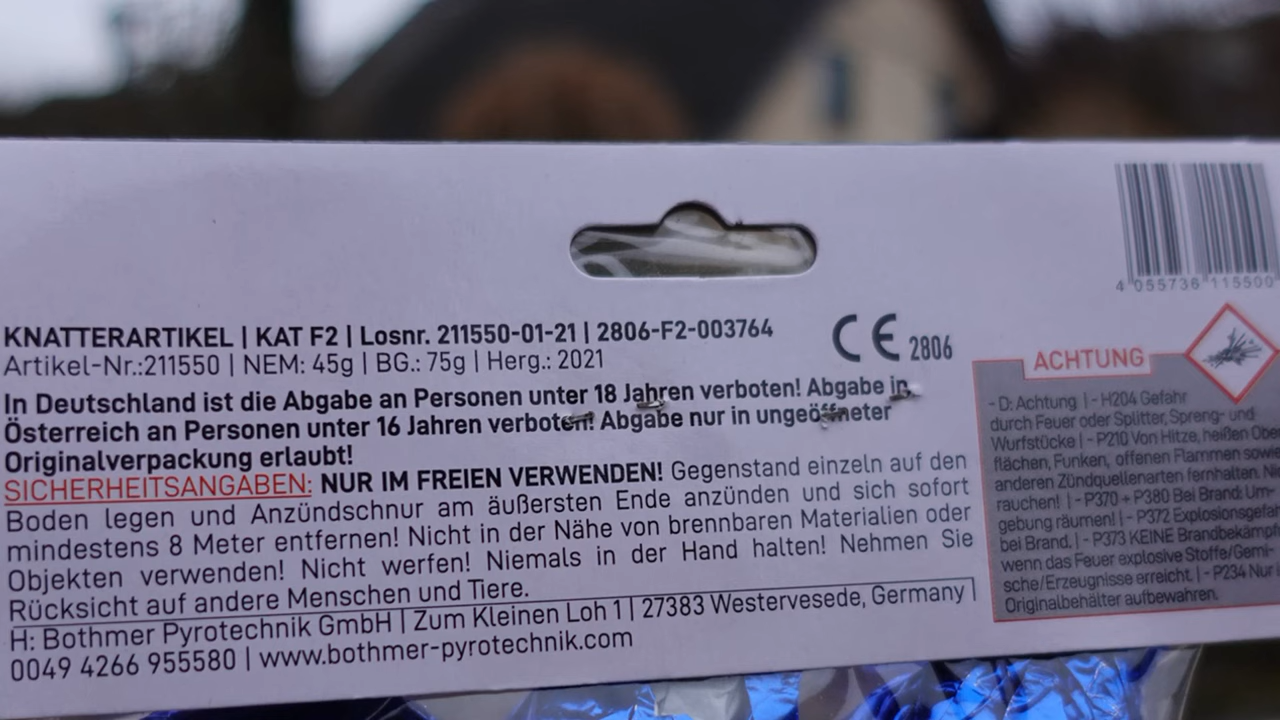 4 055736 115500
KNATTERARTIKEL | KAT F2 | Losnr. 211550-01-21 | 2806-F2-003764
CE 2806
Artikel-Nr.:211550 | NEM: 45g | BG.: 75g | Herg.: 2021
In Deutschland ist die Abgabe an Personen unter 18 Jahren verboten! Abgabe in
Österreich an Personen unter 16 Jahren verboten! Abgabe nur in ungeöffneter
Originalverpackung erlaubt!
SICHERHEITSANGABEN: NUR IM FREIEN VERWENDEN! Gegenstand einzeln auf den
Boden legen und Anzündschnur am äußersten Ende anzünden und sich sofort
mindestens 8 Meter entfernen! Nicht in der Nähe von brennbaren Materialien oder
Objekten verwenden! Nicht werfen! Niemals in der Hand halten! Nehmen Sie
Rücksicht auf andere Menschen und Tiere.
H: Bothmer Pyrotechnik GmbH | Zum Kleinen Loh 1 | 27383 Westervesede, Germany |
0049 4266 955580 | www.bothmer-pyrotechnik.com
ACHTUNG
- D: Achtung | - H204 Gefahr
durch Feuer oder Splitter, Spreng- und
Wurfstücke | - P210 Von Hitze, heißen Ober
flächen, Funken, offenen Flammen sowie
anderen Zündquellenarten fernhalten. Ni
rauchen! | - P370 + P380 Bei Brand: Um-
gebung räumen! | - P372 Explosionsgefah
bei Brand. | - P373 KEINE Brandbekämpf
wenn das Feuer explosive Stoffe/Gemi-
sche/Erzeugnisse erreicht. | - P234 Nur i
Originalbehälter aufbewahren.